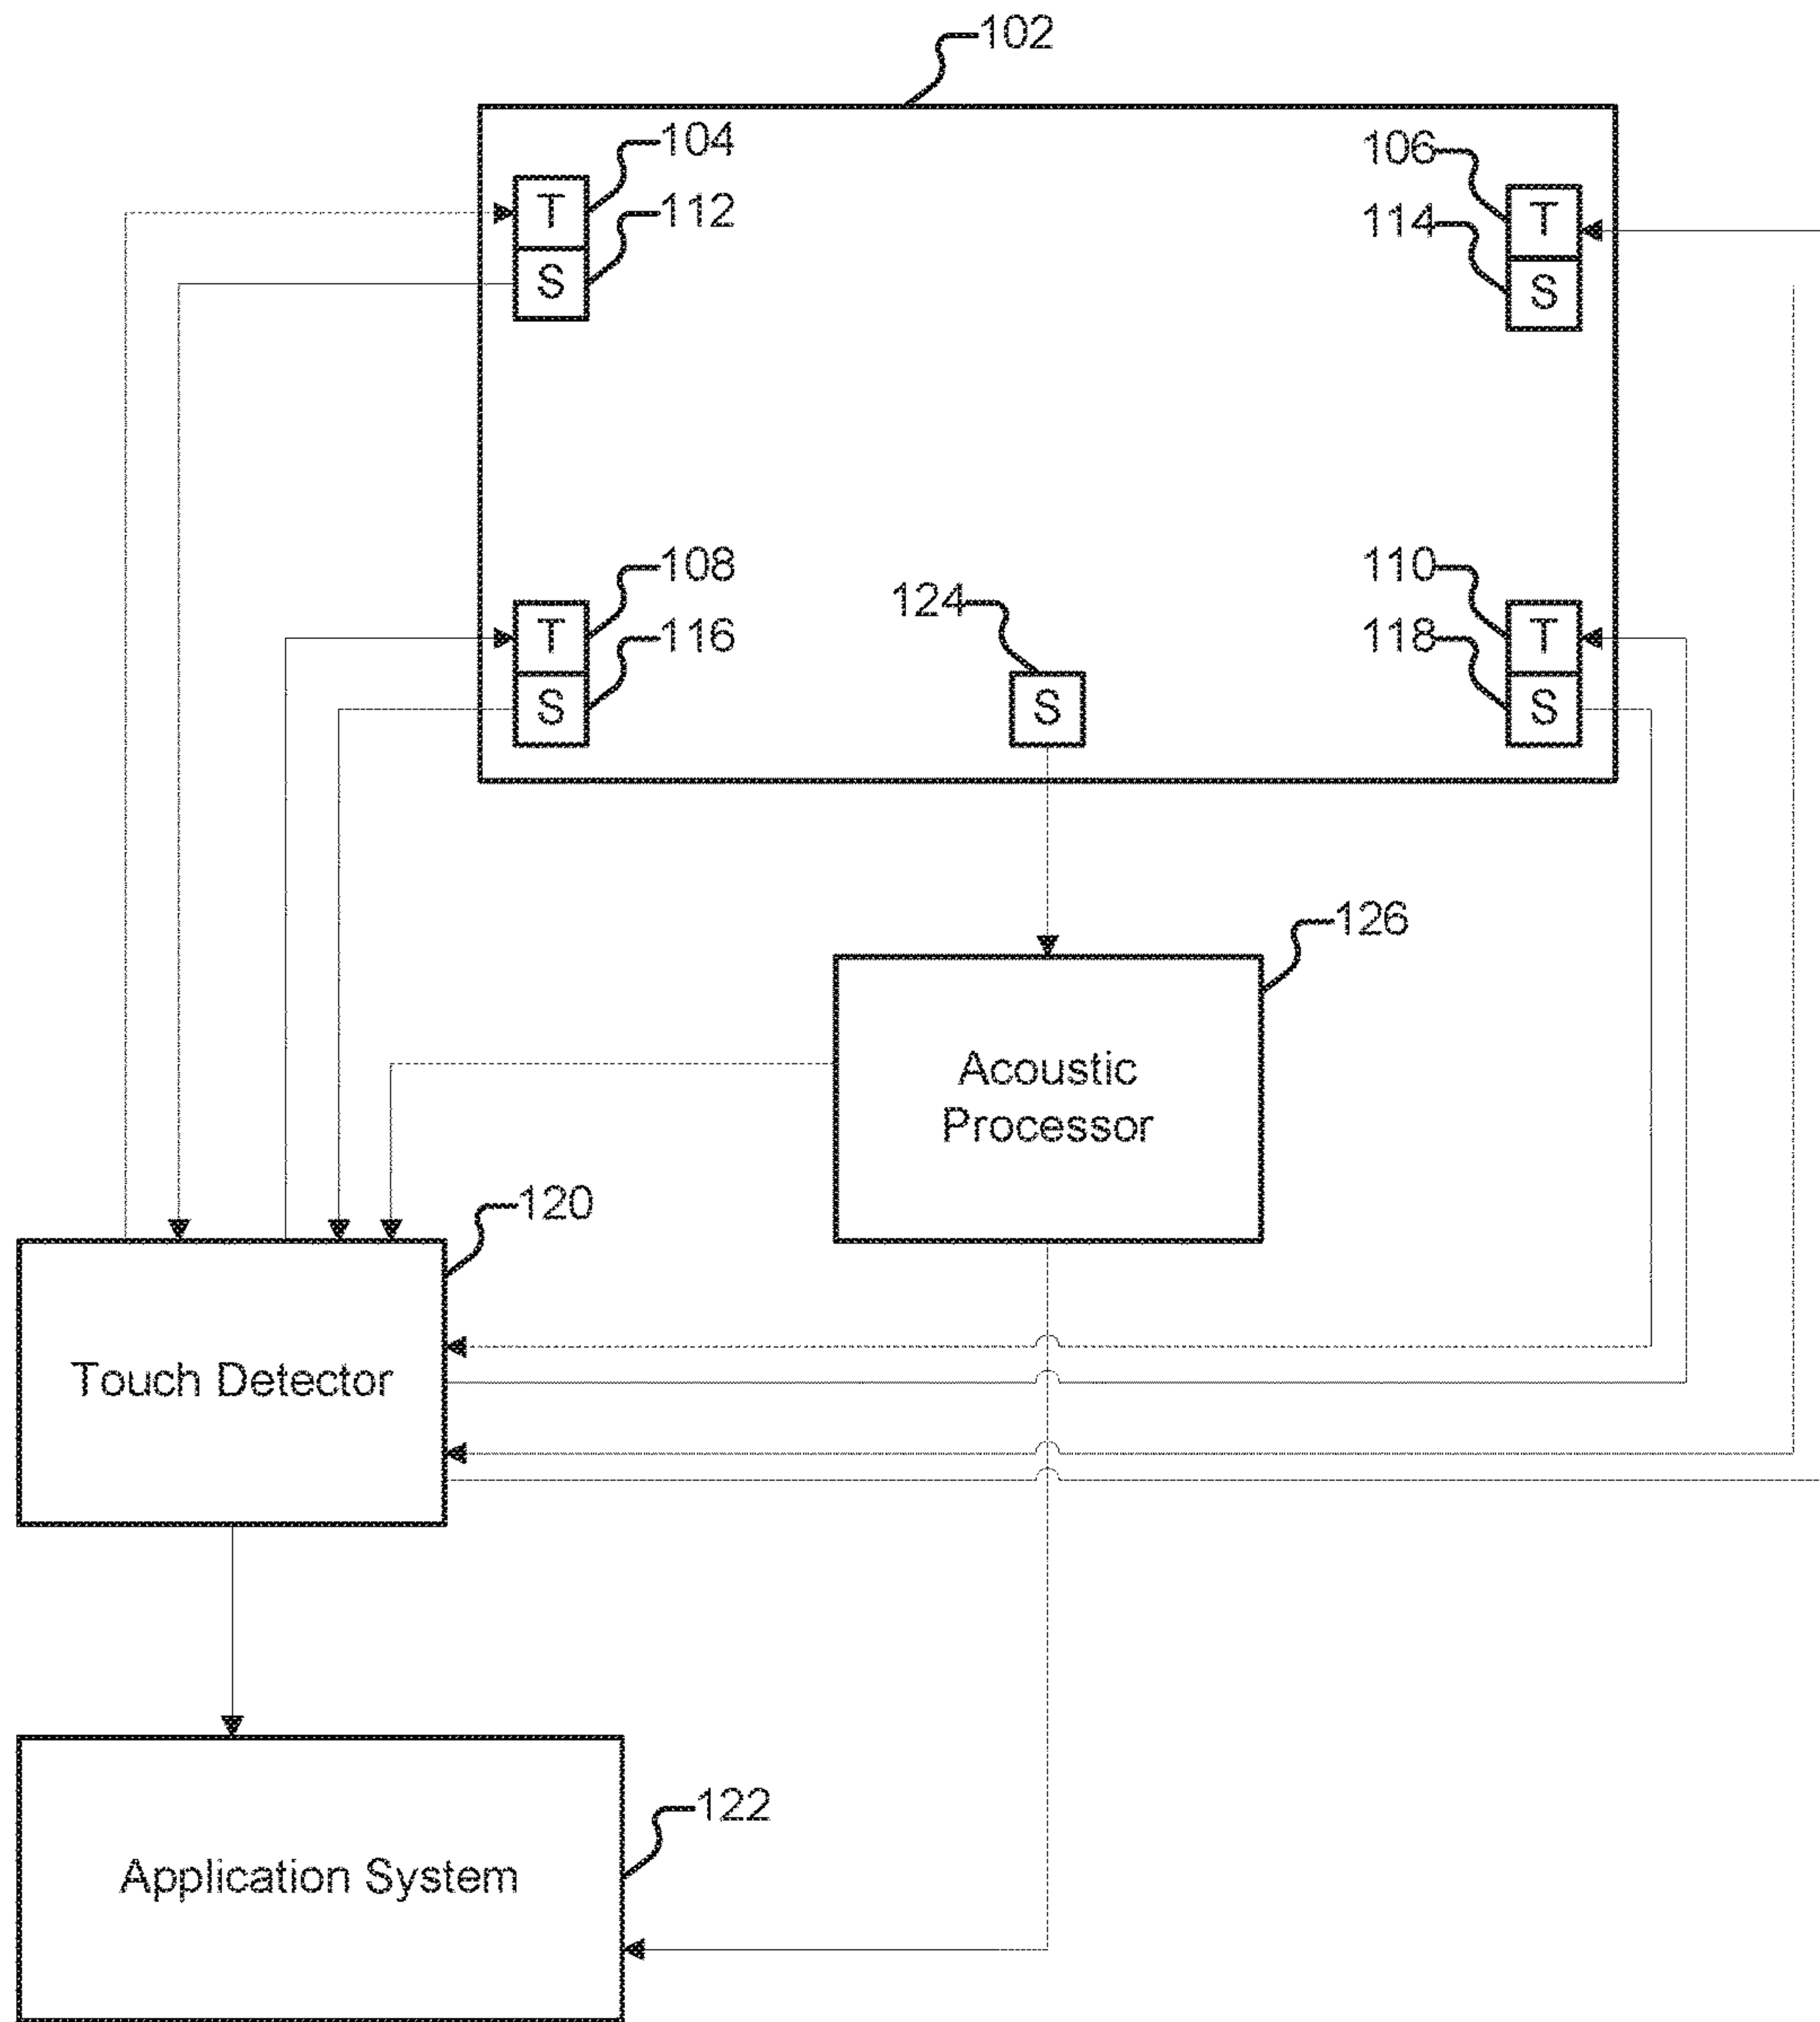 102
104
106
T
T
112
114
S
S
108
110
124
T
T
116
118
S
S
S
126
Acoustic
Processor
120
Touch Detector
122
Application System